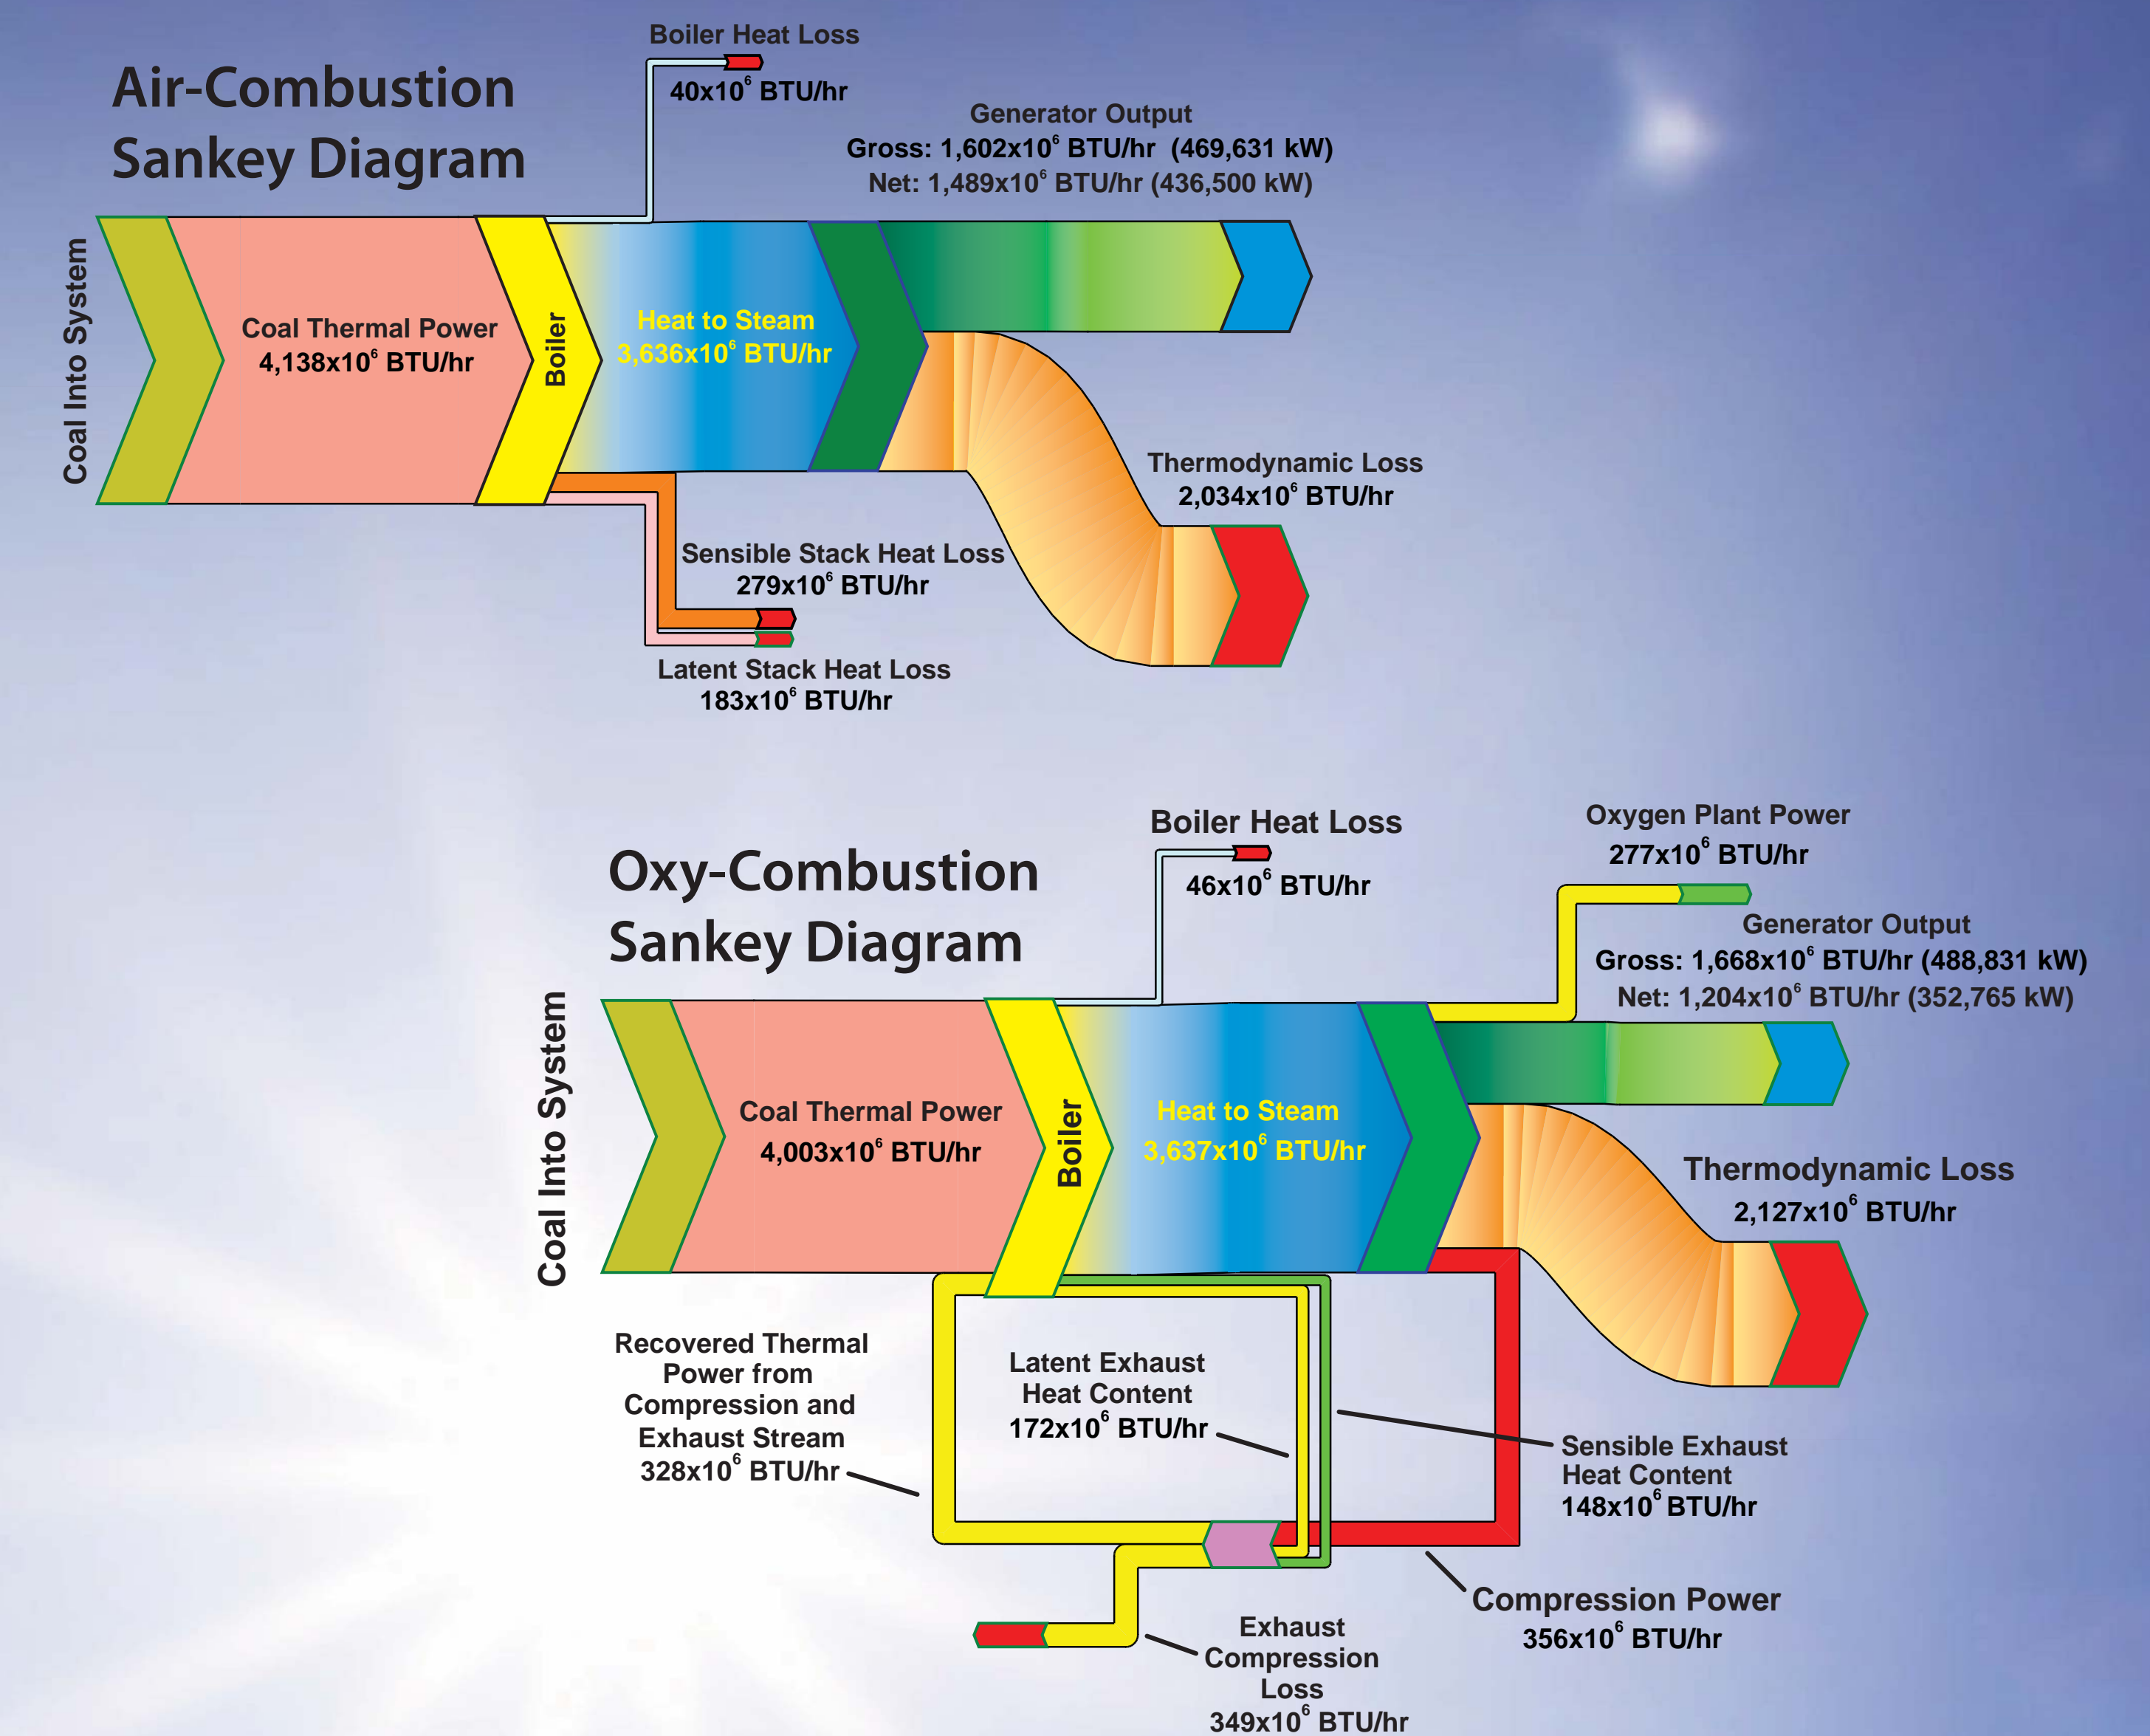 Air-Combustion
Sankey Diagram
Boiler Heat Loss
40x10⁶ BTU/hr
Generator Output
Gross: 1,602x10⁶ BTU/hr (469,631 kW)
Net: 1,489x10⁶ BTU/hr (436,500 kW)
Coal Into System
Coal Thermal Power
4,138x10⁶ BTU/hr
Boiler
Heat to Steam
3,636x10⁶ BTU/hr
Thermodynamic Loss
2,034x10⁶ BTU/hr
Sensible Stack Heat Loss
279x10⁶ BTU/hr
Latent Stack Heat Loss
183x10⁶ BTU/hr
Oxy-Combustion
Sankey Diagram
Boiler Heat Loss
46x10⁶ BTU/hr
Oxygen Plant Power
277x10⁶ BTU/hr
Generator Output
Gross: 1,668x10⁶ BTU/hr (488,831 kW)
Net: 1,204x10⁶ BTU/hr (352,765 kW)
Coal Into System
Coal Thermal Power
4,003x10⁶ BTU/hr
Boiler
Heat to Steam
3,637x10⁶ BTU/hr
Thermodynamic Loss
2,127x10⁶ BTU/hr
Recovered Thermal
Power from
Compression and
Exhaust Stream
328x10⁶ BTU/hr
Latent Exhaust
Heat Content
172x10⁶ BTU/hr
Sensible Exhaust
Heat Content
148x10⁶ BTU/hr
Compression Power
356x10⁶ BTU/hr
Exhaust
Compression
Loss
349x10⁶ BTU/hr